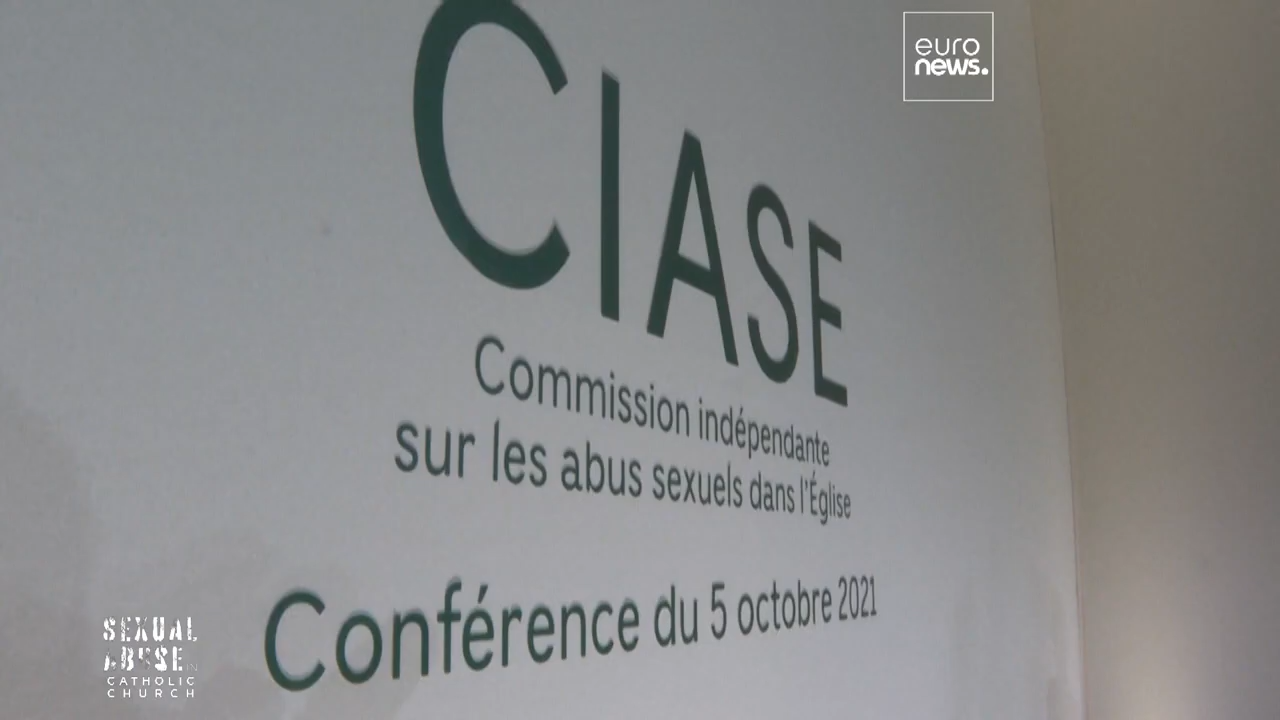 euro
news.
CIASE
Commission indépendante
sur les abus sexuels dans l'Église
Conférence du 5 octobre 2021
SEXUAL
ABUSE IN
CATHOLIC
CHURCH